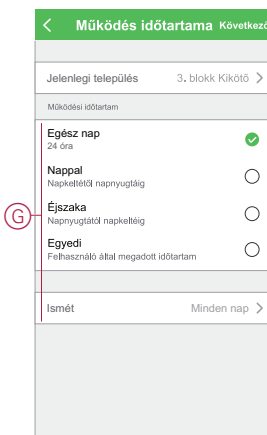 Működés időtartama Következő
Jelenlegi település 3. blokk Kikötő
Működési időtartam
Egész nap
24 óra
Nappal
Napkeltétől napnyugtáig
Éjszaka
Napnyugtától napkeltéig
G
Egyedi
Felhasználó által megadott időtartam
Ismét Minden nap